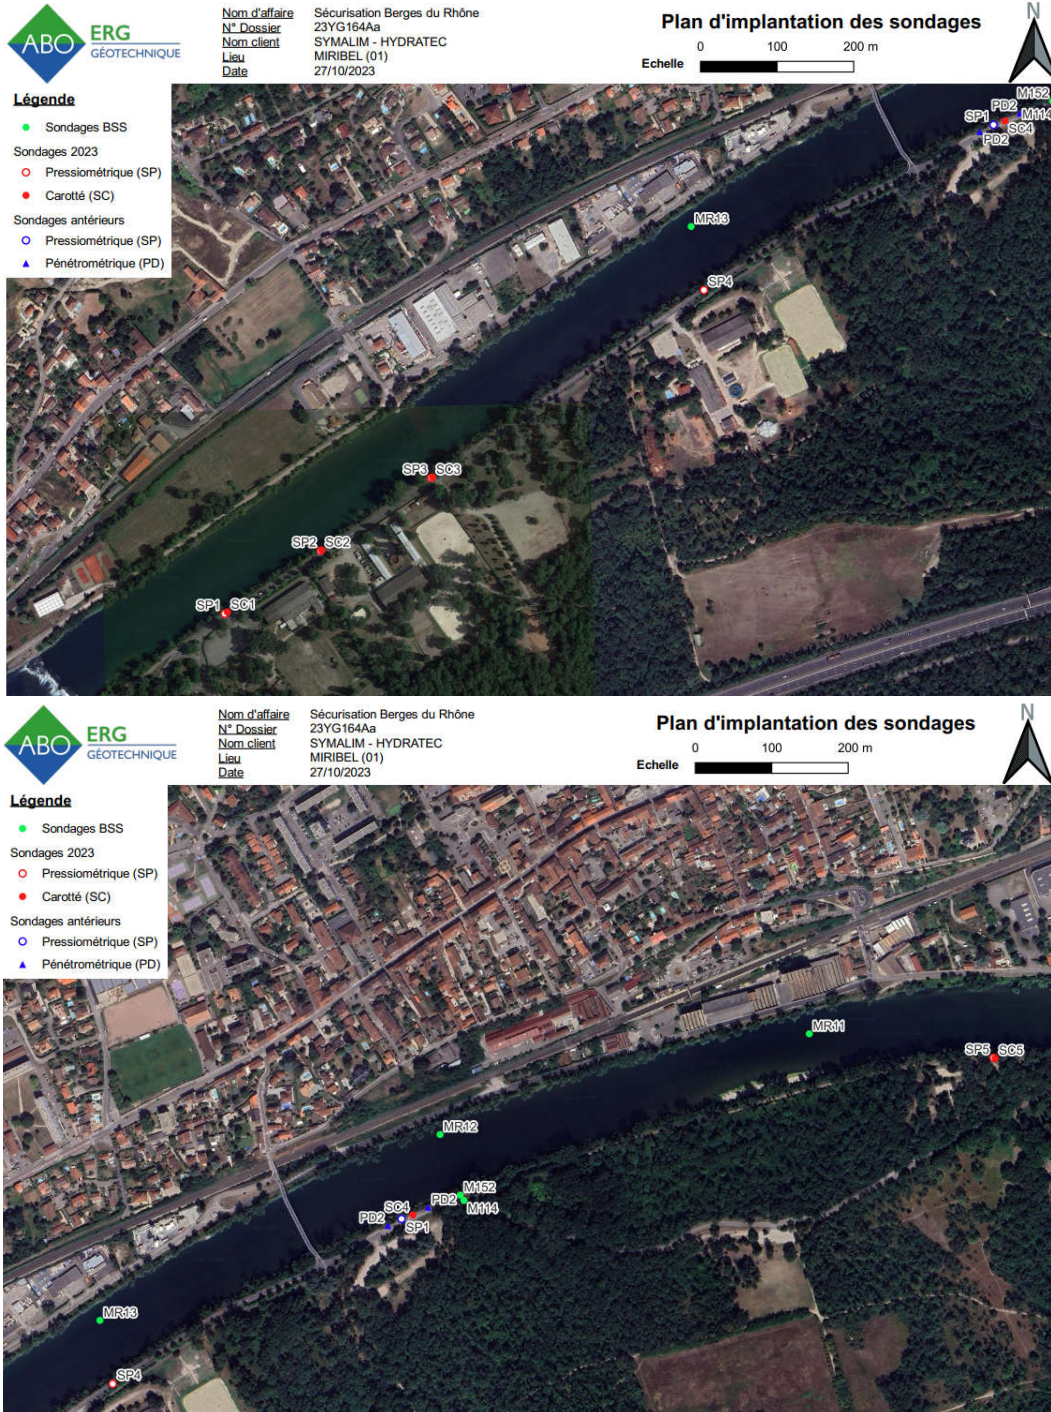 ABO
ERG
GÉOTECHNIQUE
Nom d'affaire Sécurisation Berges du Rhône
N° Dossier 23YG164Aa
Nom client SYMALIM - HYDRATEC
Lieu MIRIBEL (01)
Date 27/10/2023
Plan d'implantation des sondages
0 100 200 m
Echelle
N
Légende
Sondages BSS
Sondages 2023
Pressiométrique (SP)
Carotté (SC)
Sondages antérieurs
Pressiométrique (SP)
Pénétrométrique (PD)
M152
PD2
SP1
M114
SC4
PD2
MR13
SP4
SP3 SC3
SP2 SC2
SP1 SC1
ABO
ERG
GÉOTECHNIQUE
Nom d'affaire Sécurisation Berges du Rhône
N° Dossier 23YG164Aa
Nom client SYMALIM - HYDRATEC
Lieu MIRIBEL (01)
Date 27/10/2023
Plan d'implantation des sondages
0 100 200 m
Echelle
N
Légende
Sondages BSS
Sondages 2023
Pressiométrique (SP)
Carotté (SC)
Sondages antérieurs
Pressiométrique (SP)
Pénétrométrique (PD)
MR11
SP5 SC5
MR12
M152
PD2
SC4
M114
PD2
SP1
MR13
SP4